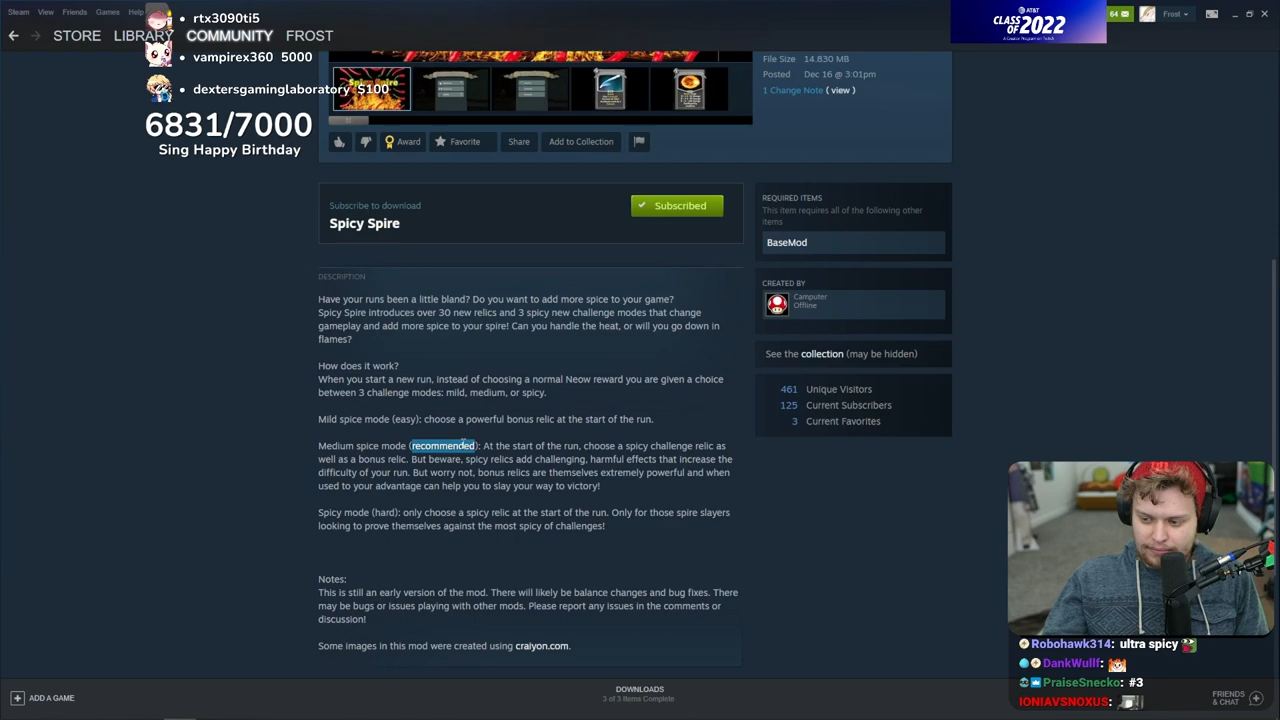 Steam View Friends Games Help
STORE LIBRARY COMMUNITY FROST
rtx3090ti5
vampirex360 5000
dextersgaminglaboratory $100
6831/7000
Sing Happy Birthday
AT&T
CLASS OF 2022
64
Frost
File Size 14.830 MB
Posted Dec 16 @ 3:01pm
1 Change Note ( view )
Award Favorite Share Add to Collection
Subscribe to download
Spicy Spire
Subscribed
DESCRIPTION
Have your runs been a little bland? Do you want to add more spice to your game?
Spicy Spire introduces over 30 new relics and 3 spicy new challenge modes that change
gameplay and add more spice to your spire! Can you handle the heat, or will you go down in
flames?
How does it work?
When you start a new run, instead of choosing a normal Neow reward you are given a choice
between 3 challenge modes: mild, medium, or spicy.
Mild spice mode (easy): choose a powerful bonus relic at the start of the run.
Medium spice mode (recommended): At the start of the run, choose a spicy challenge relic as
well as a bonus relic. But beware, spicy relics add challenging, harmful effects that increase the
difficulty of your run. But worry not, bonus relics are themselves extremely powerful and when
used to your advantage can help you to slay your way to victory!
Spicy mode (hard): only choose a spicy relic at the start of the run. Only for those spire slayers
looking to prove themselves against the most spicy of challenges!
Notes:
This is still an early version of the mod. There will likely be balance changes and bug fixes. There
may be bugs or issues playing with other mods. Please report any issues in the comments or
discussion!
Some images in this mod were created using craiyon.com.
REQUIRED ITEMS
This item requires all of the following other
items
BaseMod
CREATED BY
Computer
Offline
See the collection (may be hidden)
461 Unique Visitors
125 Current Subscribers
3 Current Favorites
Robohawk314: ultra spicy
DankWullf:
PraiseSnecko: #3
IONIAVSNOXUS:
ADD A GAME
DOWNLOADS
3 of 3 Items Complete
FRIENDS
& CHAT